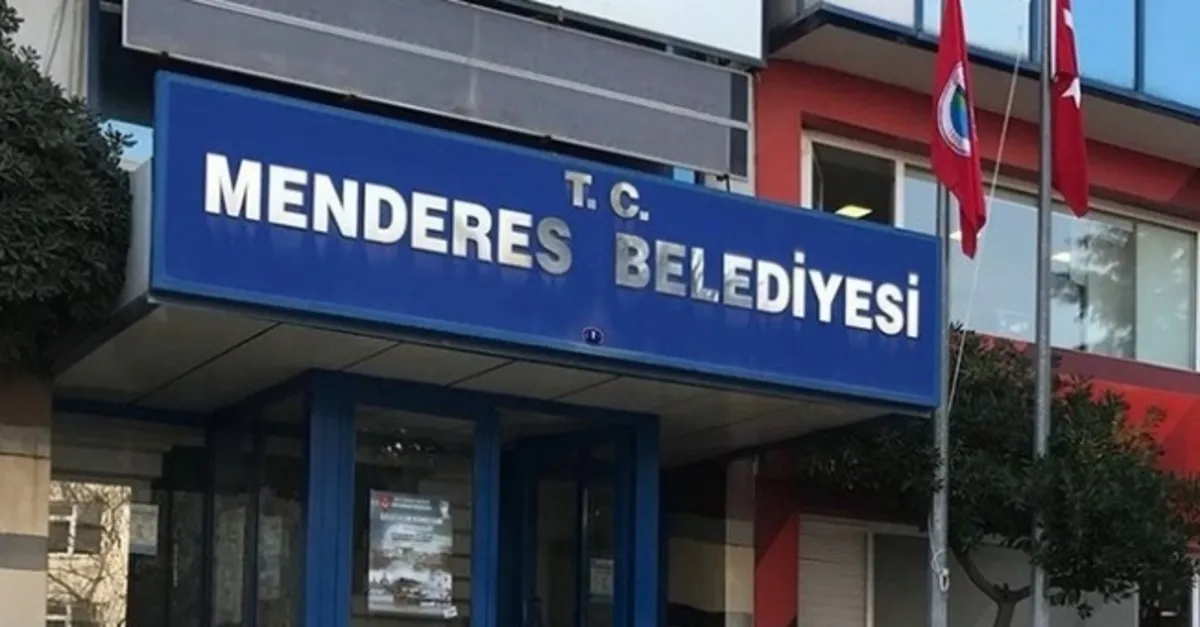 T. C.
MENDERES BELEDİYESİ